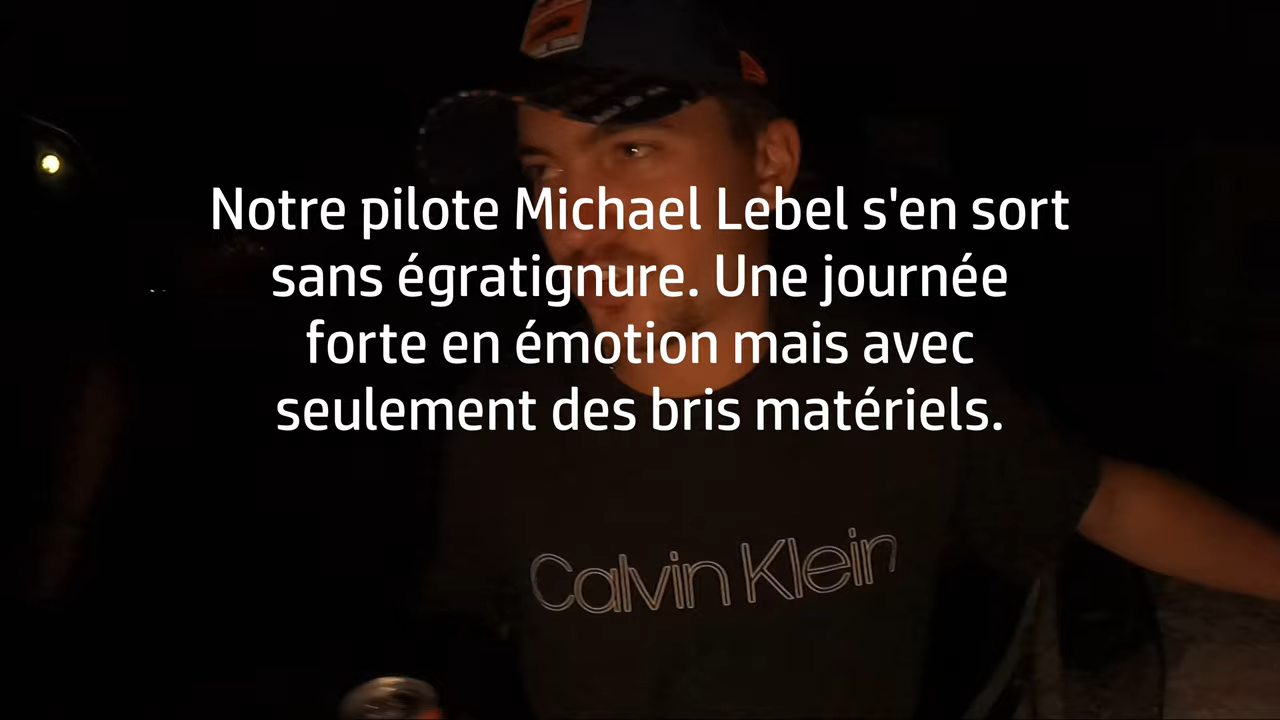 Notre pilote Michael Lebel s'en sort
sans égratignure. Une journée
forte en émotion mais avec
seulement des bris matériels.
Calvin Klein